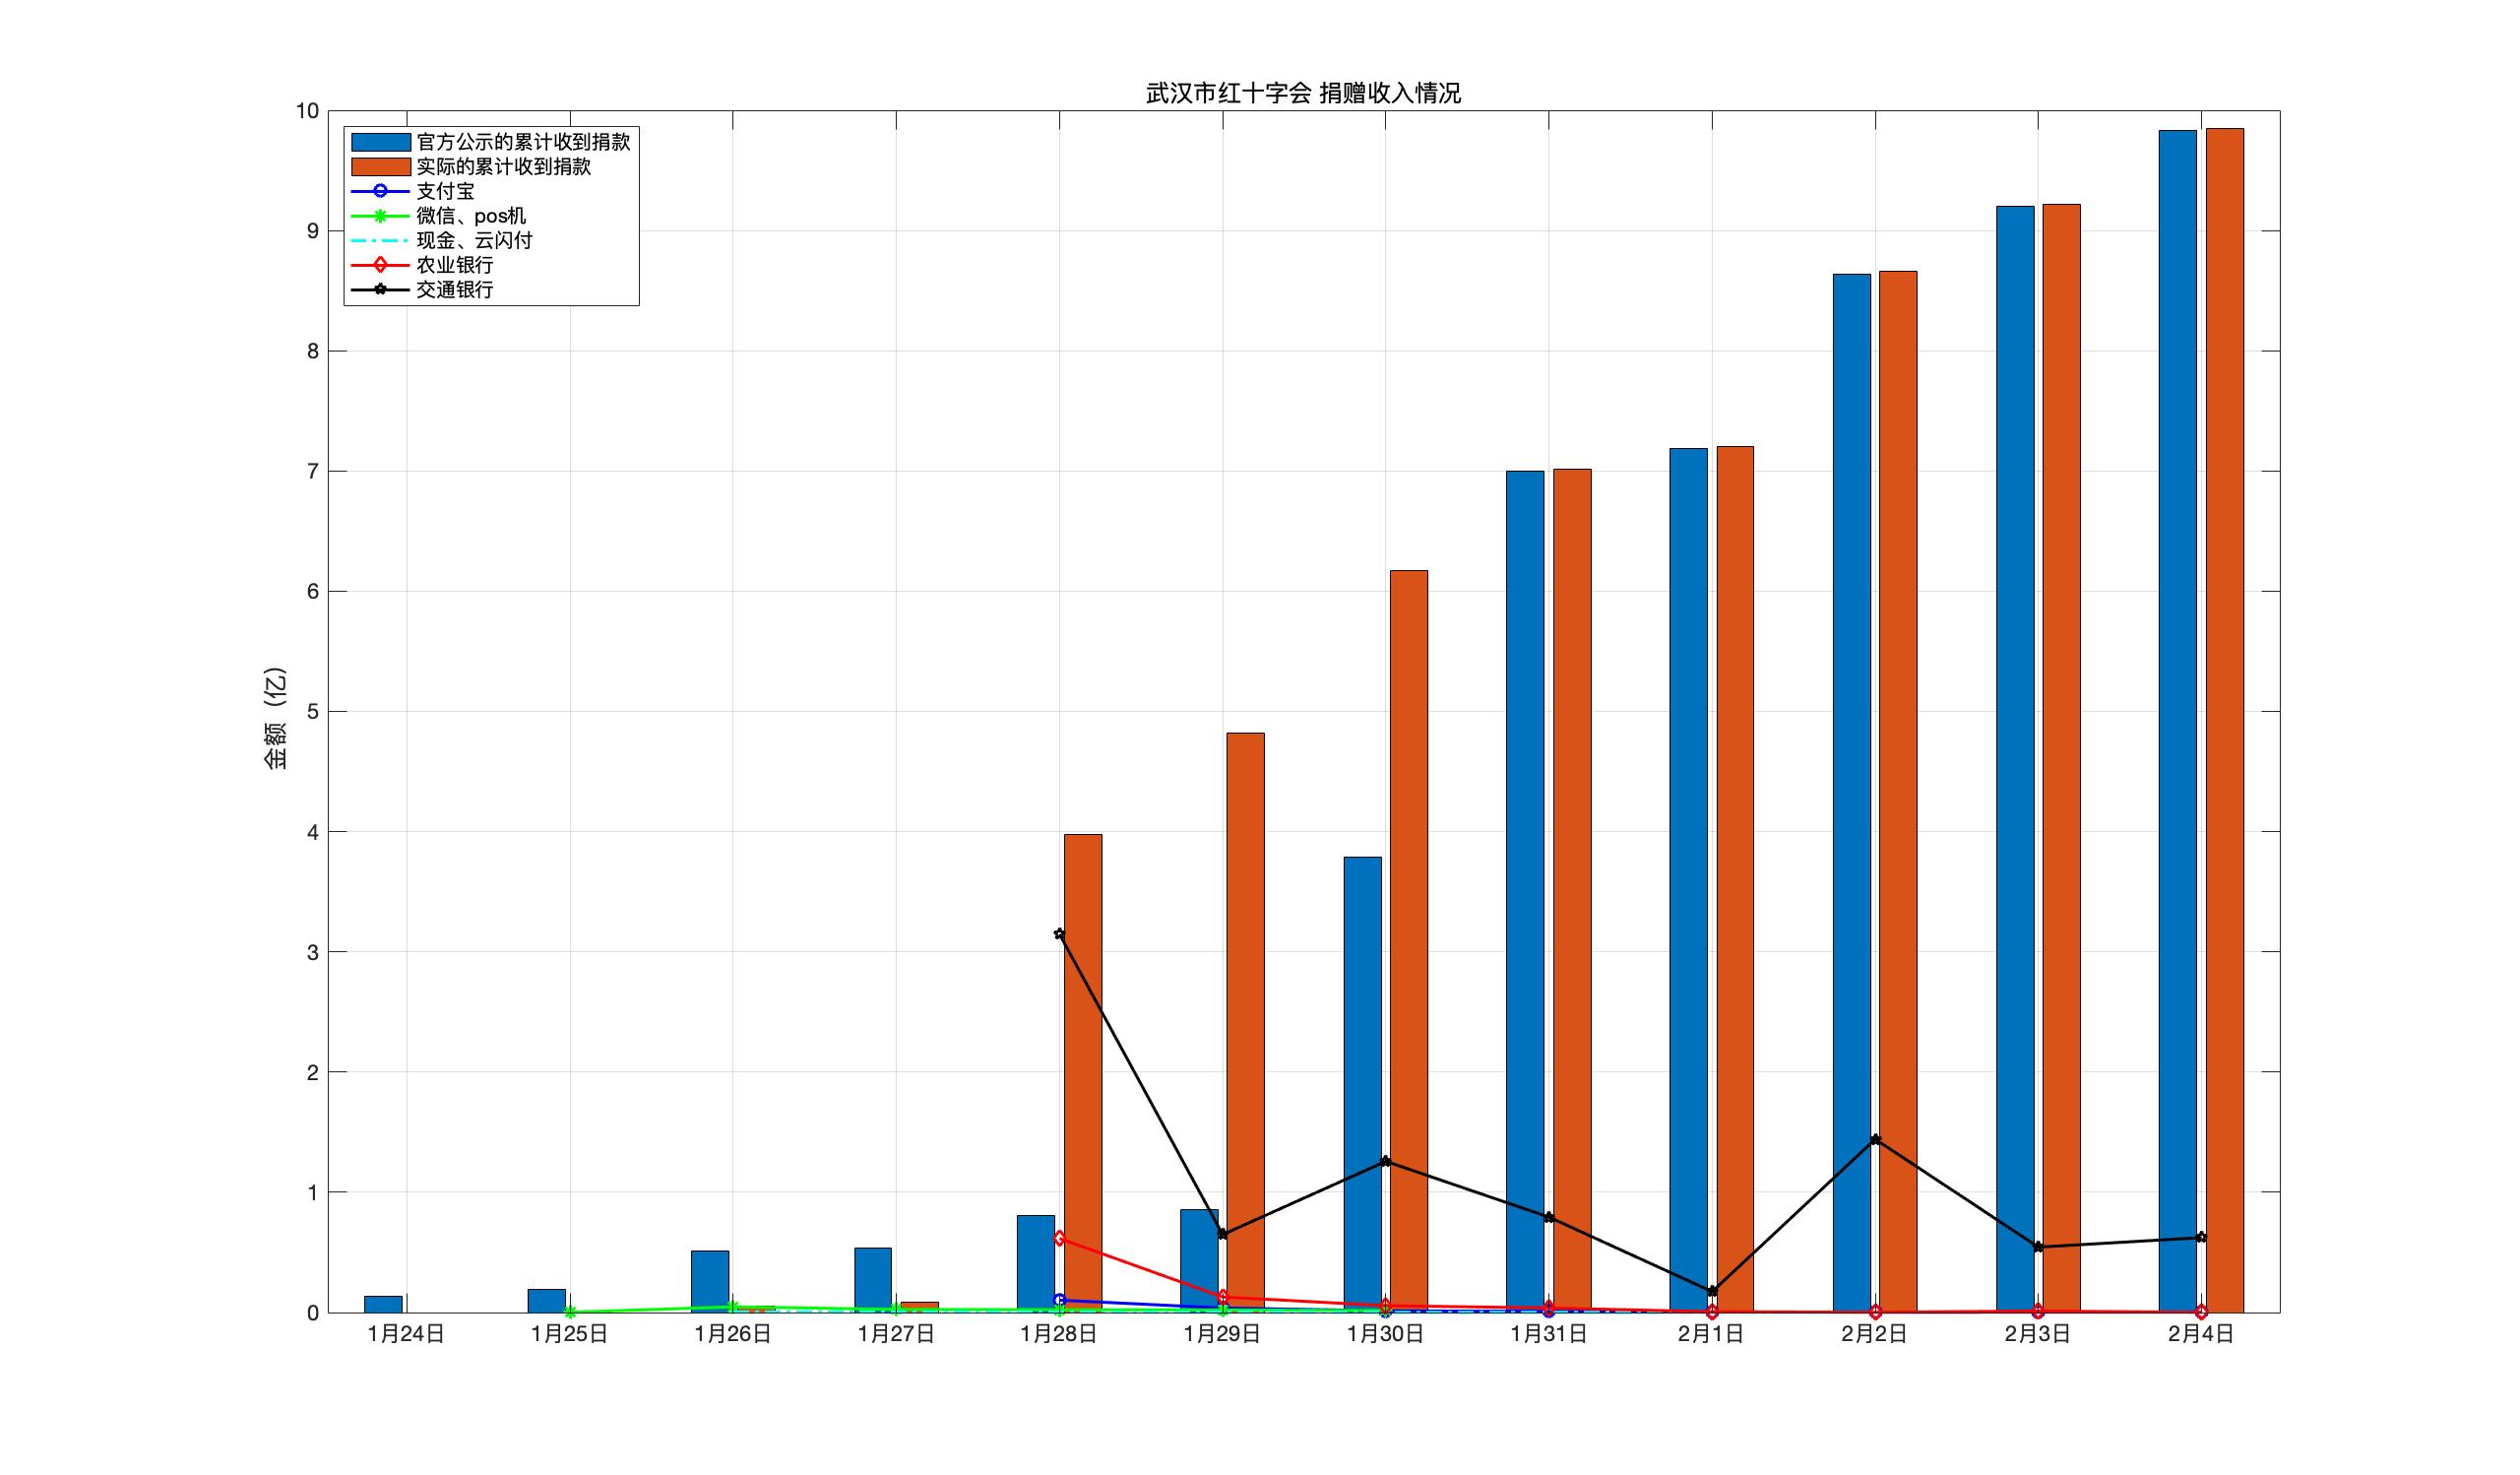 武汉市红十字会 捐赠收入情况
官方公示的累计收到捐款
实际的累计收到捐款
支付宝
微信、pos机
现金、云闪付
农业银行
交通银行
金额（亿）
10
9
8
7
6
5
4
3
2
1
0
1月24日 1月25日 1月26日 1月27日 1月28日 1月29日 1月30日 1月31日 2月1日 2月2日 2月3日 2月4日